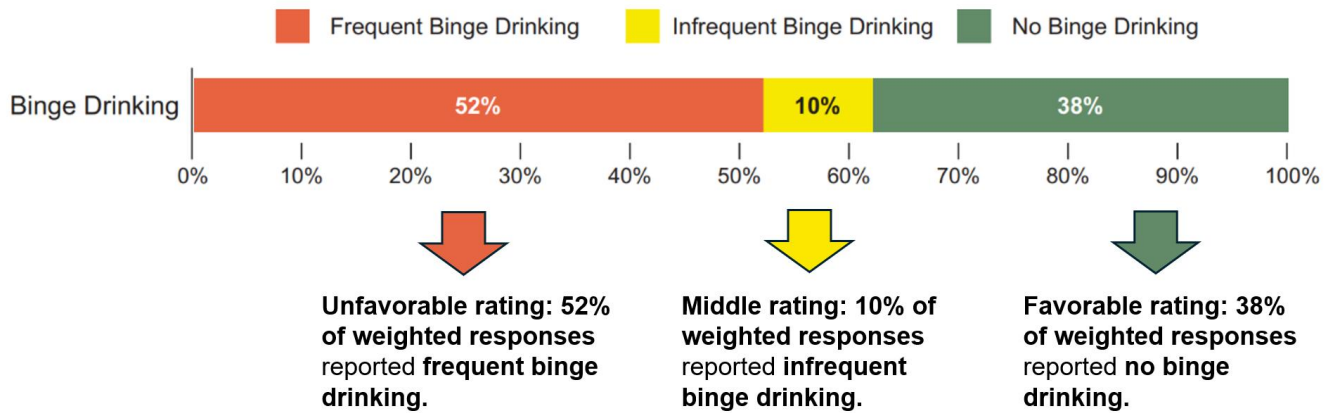 Frequent Binge Drinking
Infrequent Binge Drinking
No Binge Drinking
Binge Drinking
52%
10%
38%
0%
10%
20%
30%
40%
50%
60%
70%
80%
90%
100%
Unfavorable rating: 52%
of weighted responses
reported frequent binge
drinking.
Middle rating: 10% of
weighted responses
reported infrequent
binge drinking.
Favorable rating: 38%
of weighted responses
reported no binge
drinking.